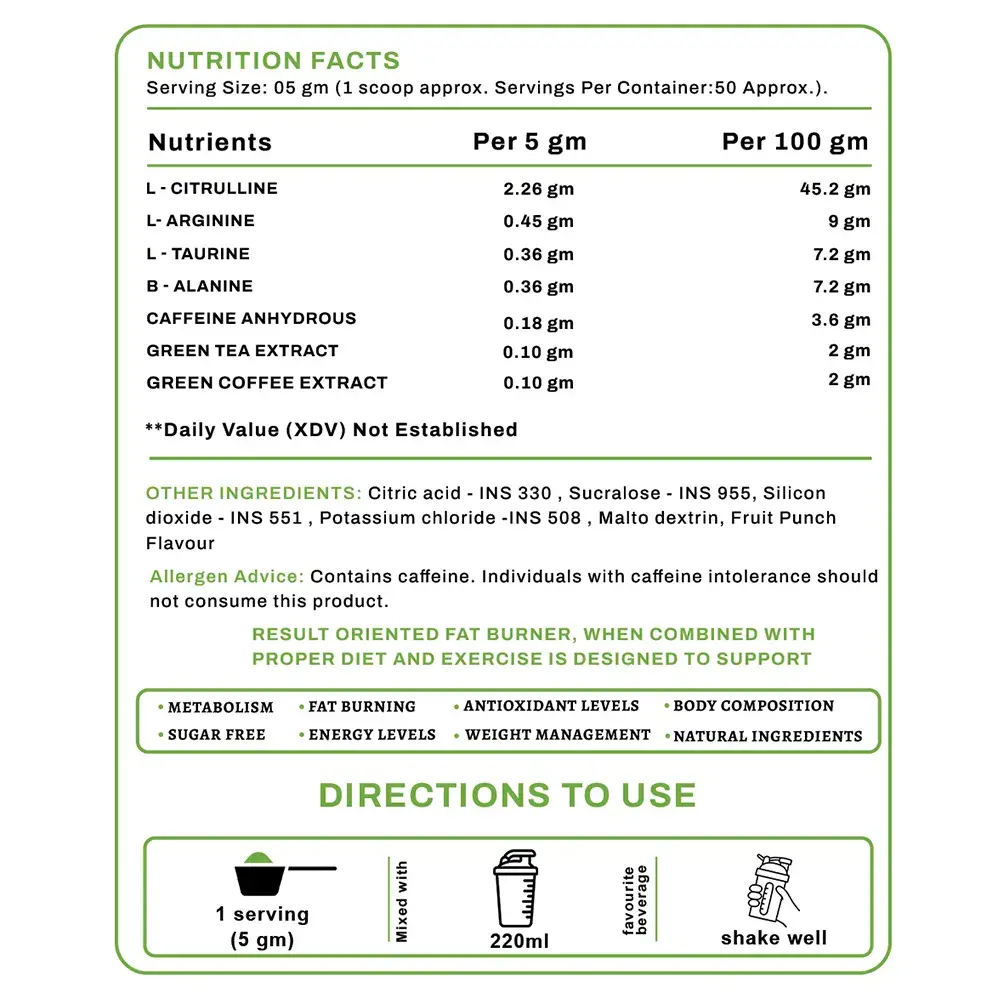 NUTRITION FACTS
Serving Size: 05 gm (1 scoop approx. Servings Per Container:50 Approx.).
Nutrients Per 5 gm Per 100 gm
L - CITRULLINE 2.26 gm 45.2 gm
L- ARGININE 0.45 gm 9 gm
L - TAURINE 0.36 gm 7.2 gm
B - ALANINE 0.36 gm 7.2 gm
CAFFEINE ANHYDROUS 0.18 gm 3.6 gm
GREEN TEA EXTRACT 0.10 gm 2 gm
GREEN COFFEE EXTRACT 0.10 gm 2 gm
**Daily Value (XDV) Not Established
OTHER INGREDIENTS: Citric acid - INS 330 , Sucralose - INS 955, Silicon
dioxide - INS 551 , Potassium chloride -INS 508 , Malto dextrin, Fruit Punch
Flavour
Allergen Advice: Contains caffeine. Individuals with caffeine intolerance should
not consume this product.
RESULT ORIENTED FAT BURNER, WHEN COMBINED WITH
PROPER DIET AND EXERCISE IS DESIGNED TO SUPPORT
• METABOLISM • FAT BURNING • ANTIOXIDANT LEVELS • BODY COMPOSITION
• SUGAR FREE • ENERGY LEVELS • WEIGHT MANAGEMENT • NATURAL INGREDIENTS
DIRECTIONS TO USE
1 serving
(5 gm)
Mixed with
220ml
favourite
beverage
shake well